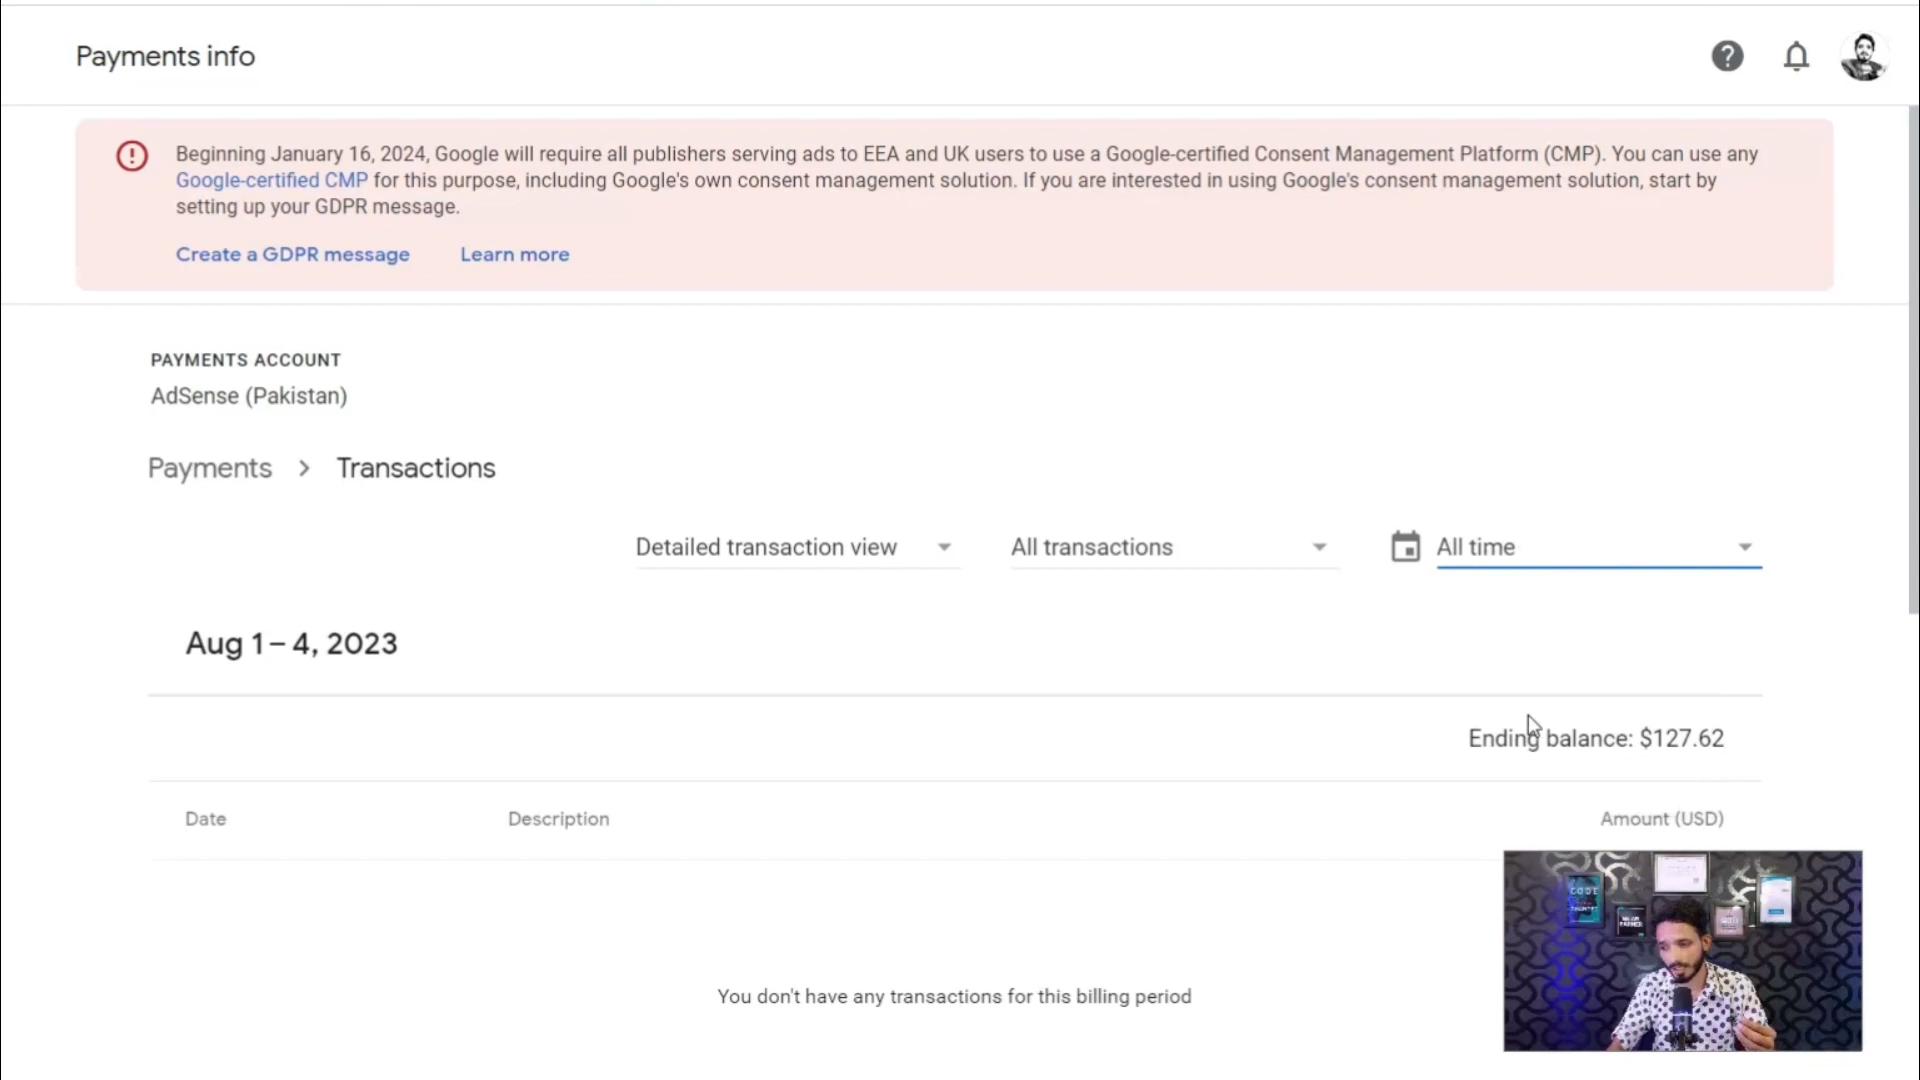 Payments info
Beginning January 16, 2024, Google will require all publishers serving ads to EEA and UK users to use a Google-certified Consent Management Platform (CMP). You can use any
Google-certified CMP for this purpose, including Google's own consent management solution. If you are interested in using Google's consent management solution, start by
setting up your GDPR message.
Create a GDPR message Learn more
PAYMENTS ACCOUNT
AdSense (Pakistan)
Payments > Transactions
Detailed transaction view All transactions All time
Aug 1 – 4, 2023
Ending balance: $127.62
Date Description Amount (USD)
CODE
You don't have any transactions for this billing period